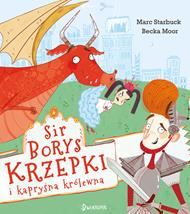 Marc Starbuck
Becka Moor
Sir
BORYS
KRZEPKI
i kapryśna królewna